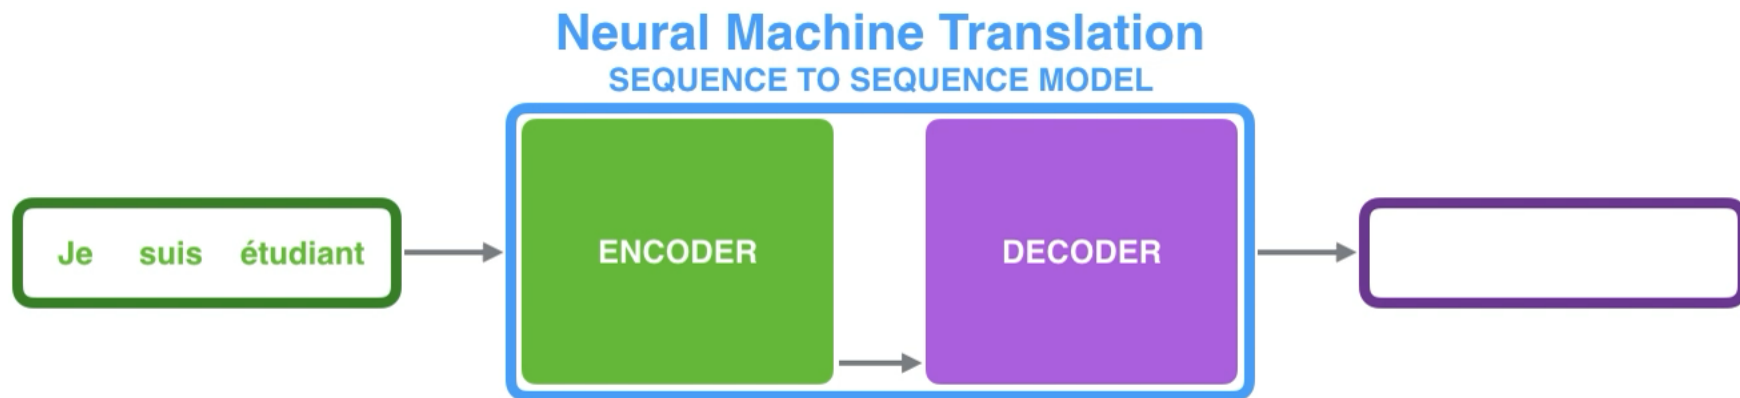 Neural Machine Translation
SEQUENCE TO SEQUENCE MODEL
Je suis étudiant
ENCODER
DECODER